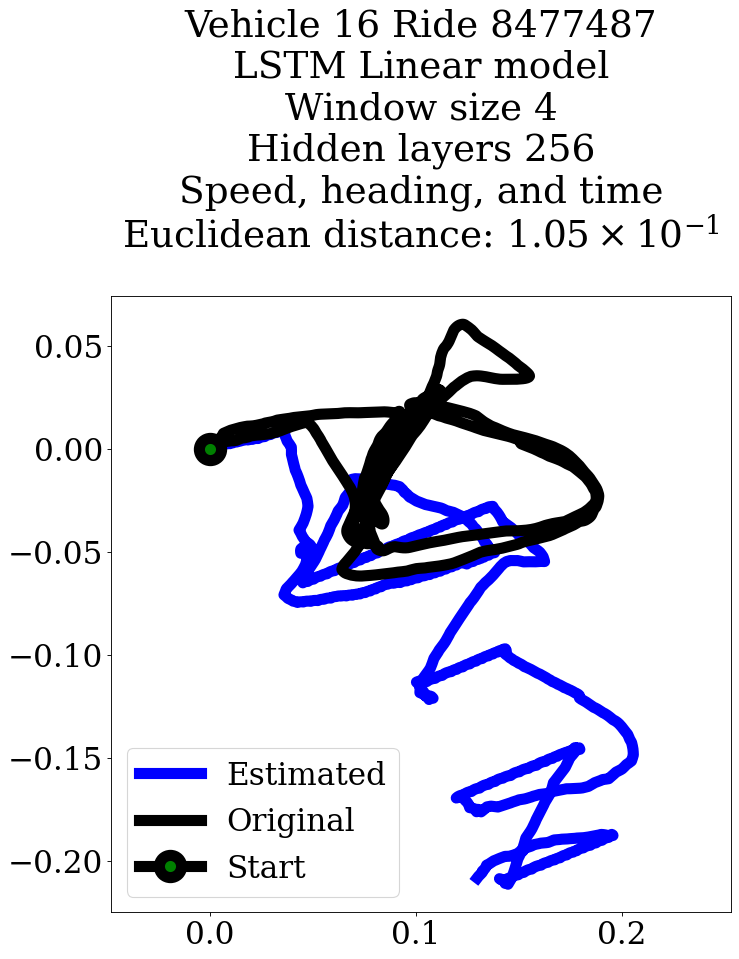 Vehicle 16 Ride 8477487
LSTM Linear model
Window size 4
Hidden layers 256
Speed, heading, and time
Euclidean distance: 1.05 × 10⁻¹
0.05
0.00
−0.05
−0.10
−0.15
−0.20
Estimated
Original
Start
0.0 0.1 0.2